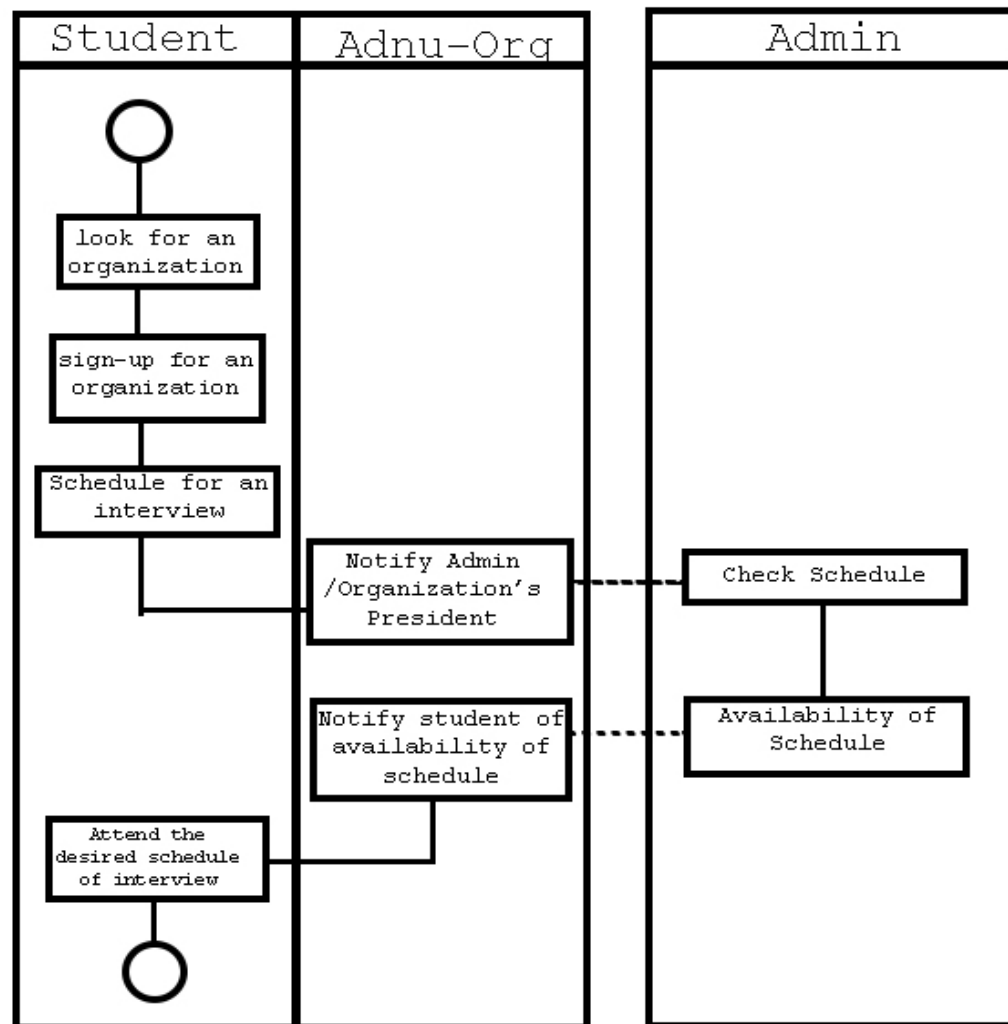 Student
Adnu-Org
Admin
look for an
organization
sign-up for an
organization
Schedule for an
interview
Notify Admin
/Organization's
President
Check Schedule
Notify student of
availability of
schedule
Availability of
Schedule
Attend the
desired schedule
of interview